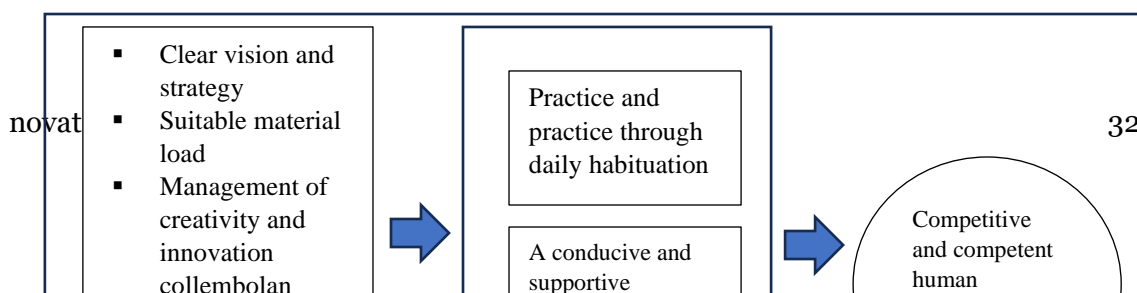 ▪ Clear vision and
strategy
▪ Suitable material
load
▪ Management of
creativity and
innovation
collembolan
novat
Practice and
practice through
daily habituation
A conducive and
supportive
Competitive
and competent
human
32